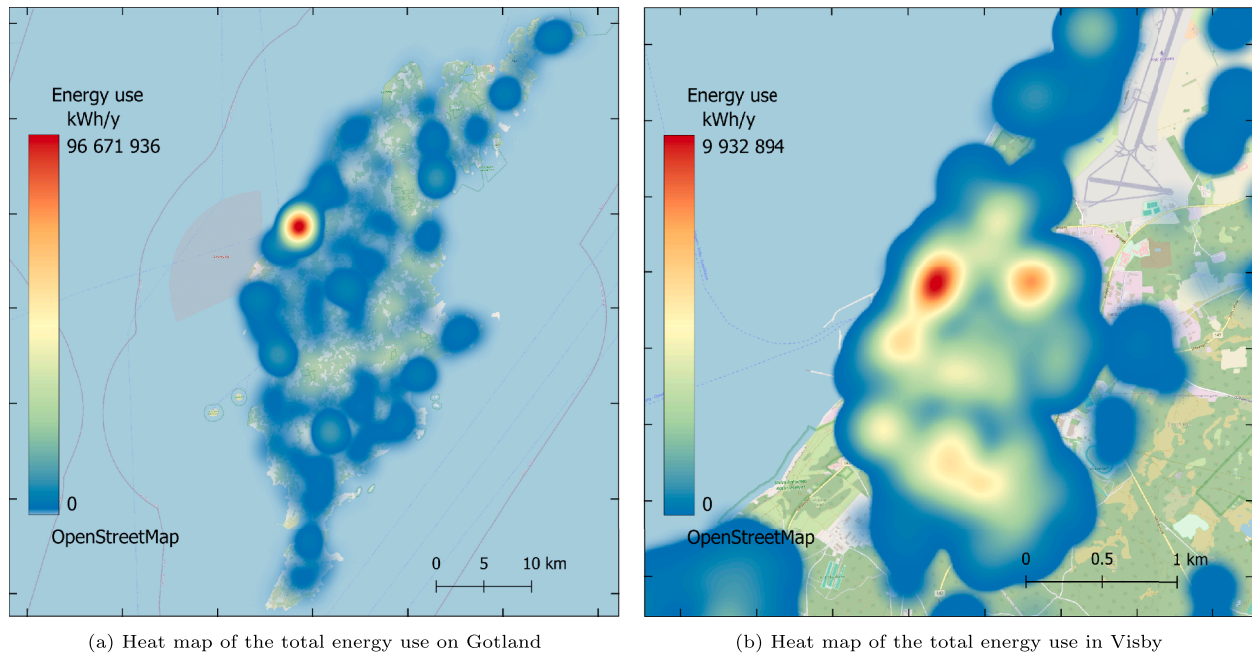 Energy use
kWh/y
96 671 936
0
OpenStreetMap
0 5 10 km
Energy use
kWh/y
9 932 894
0
OpenStreetMap
0 0.5 1 km
(a) Heat map of the total energy use on Gotland
(b) Heat map of the total energy use in Visby